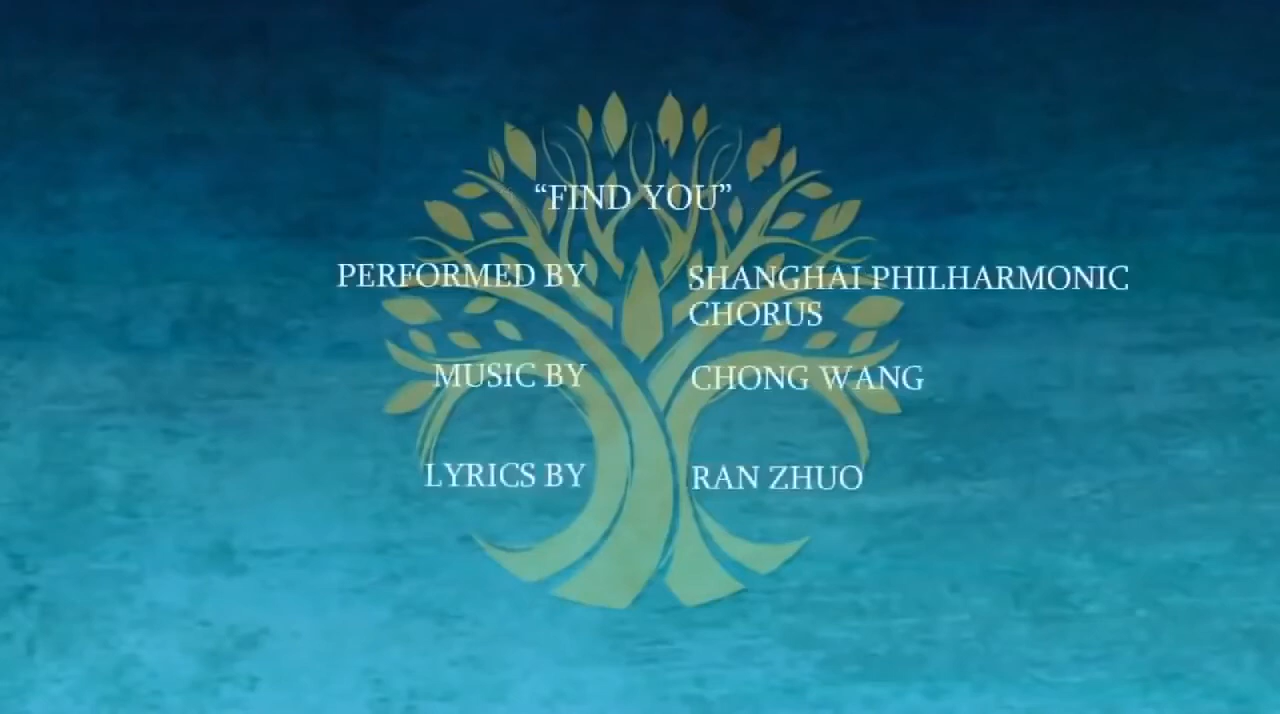 “FIND YOU”
PERFORMED BY SHANGHAI PHILHARMONIC
CHORUS
MUSIC BY CHONG WANG
LYRICS BY RAN ZHUO